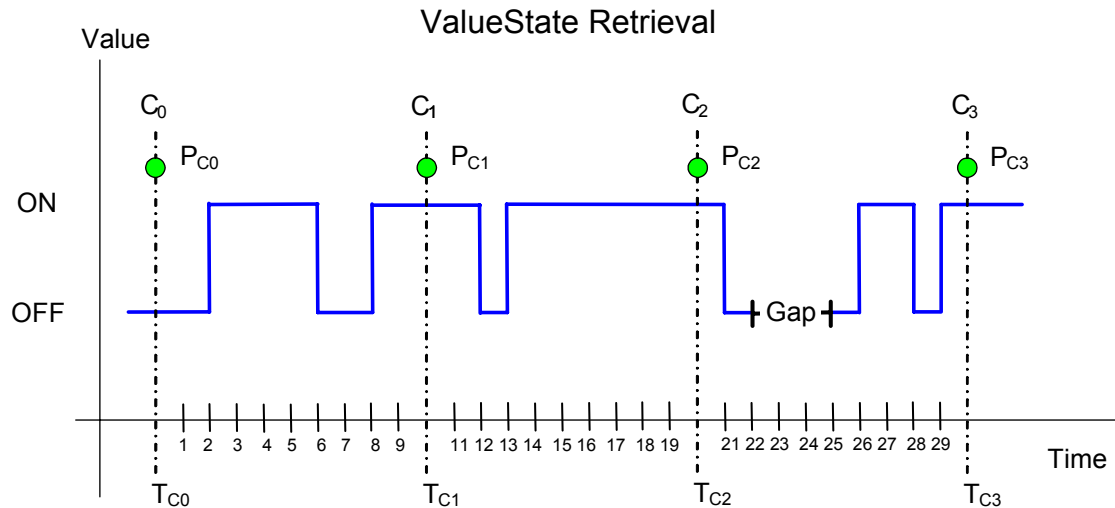 ValueState Retrieval
Value
C0 C1 C2 C3
PC0 PC1 PC2 PC3
ON
OFF
Gap
1 2 3 4 5 6 7 8 9 11 12 13 14 15 16 17 18 19 21 22 23 24 25 26 27 28 29
Time
TC0 TC1 TC2 TC3